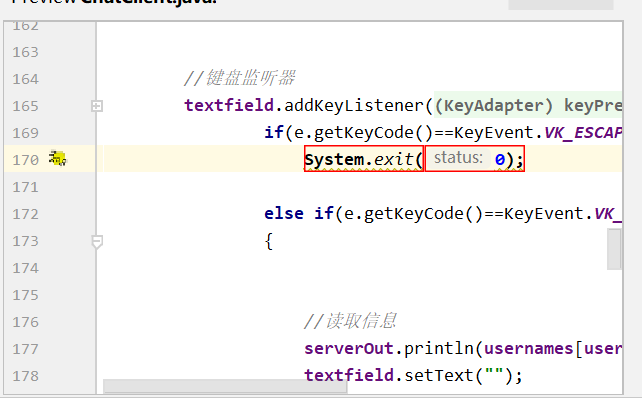 Preview ChatClient.java:
162
163
164 //键盘监听器
165 textfield.addKeyListener((KeyAdapter) keyPre
169 if(e.getKeyCode()==KeyEvent.VK_ESCAP
170 System.exit( status: 0);
171
172 else if(e.getKeyCode()==KeyEvent.VK_
173 {
174
175
176 //读取信息
177 serverOut.println(usernames[user
178 textfield.setText("");